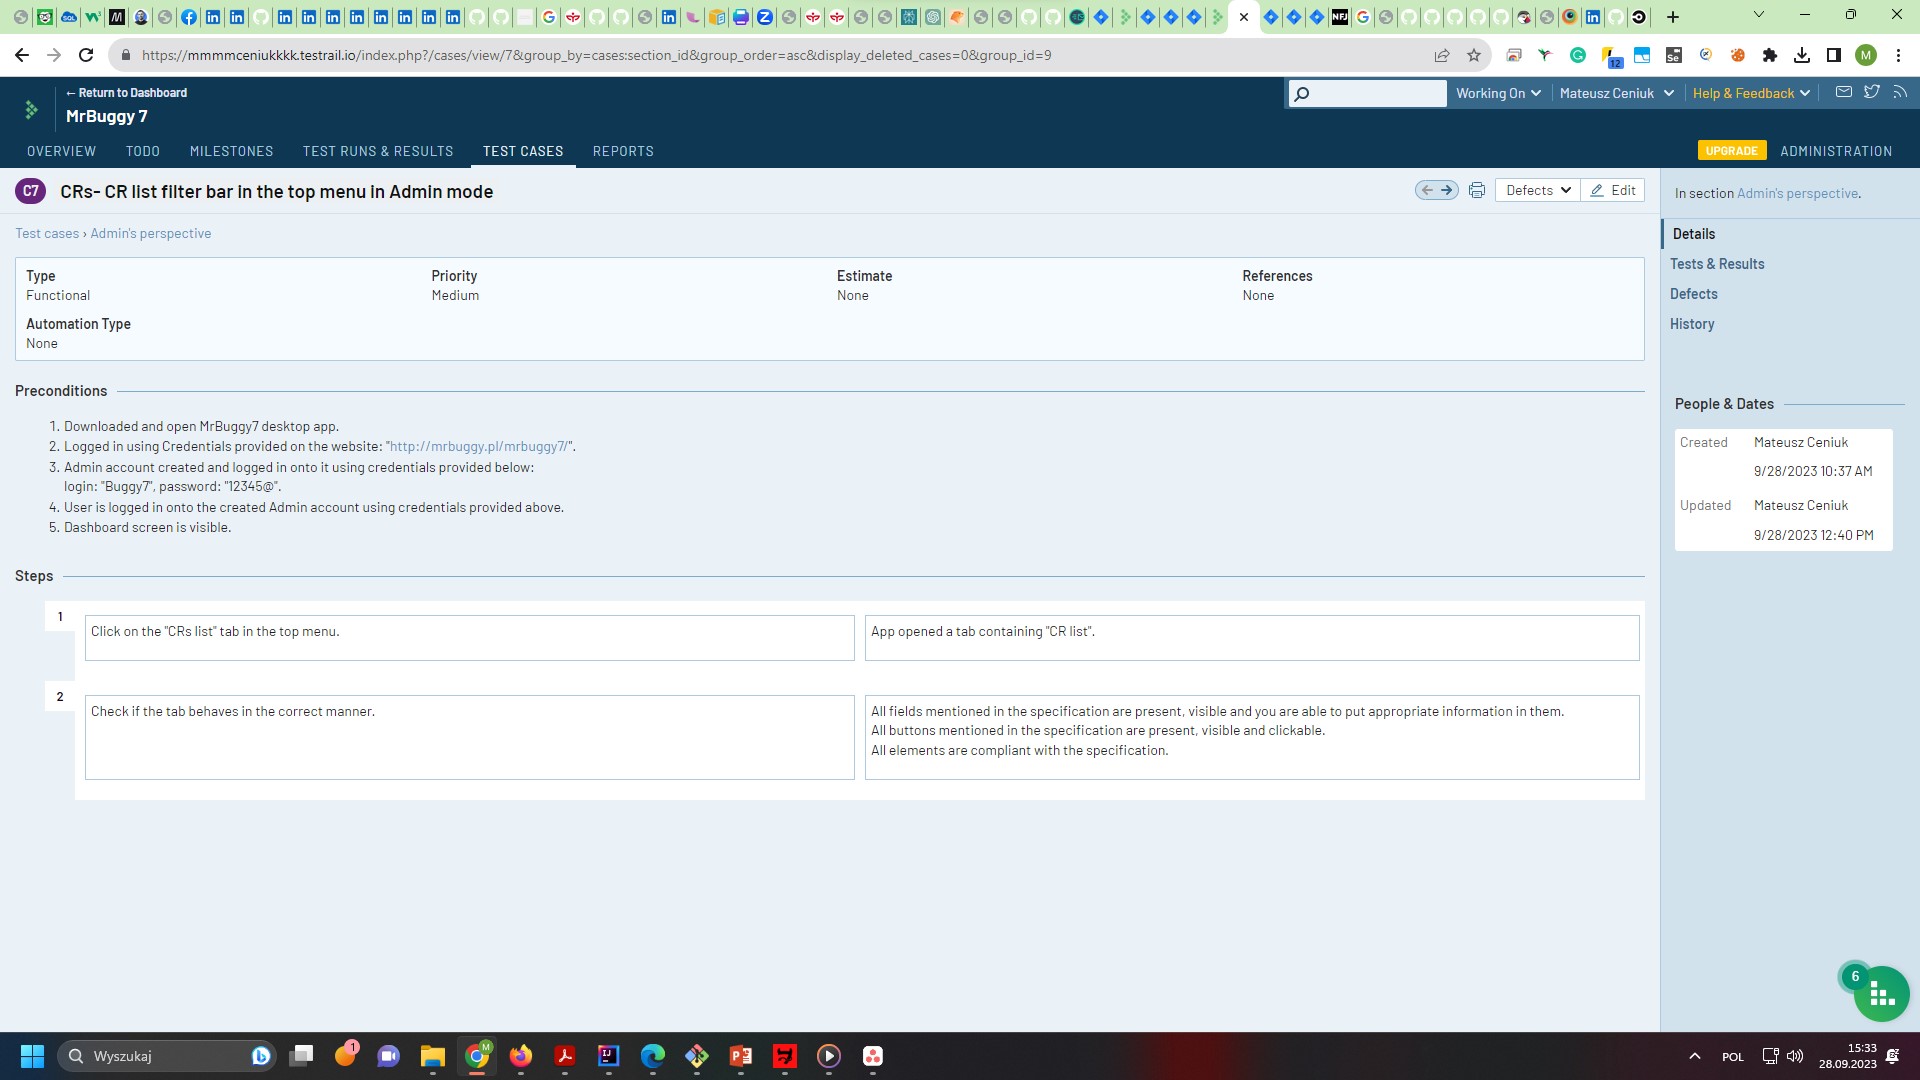 https://mmmmceniukkkk.testrail.io/index.php?/cases/view/7&group_by=cases:section_id&group_order=asc&display_deleted_cases=0&group_id=9
12
M
← Return to Dashboard
MrBuggy 7
Working On
Mateusz Ceniuk
Help & Feedback
OVERVIEW
TODO
MILESTONES
TEST RUNS & RESULTS
TEST CASES
REPORTS
UPGRADE
ADMINISTRATION
C7
CRs- CR list filter bar in the top menu in Admin mode
Defects
Edit
In section Admin's perspective.
Test cases › Admin's perspective
Details
Tests & Results
Defects
History
Type
Functional
Priority
Medium
Estimate
None
References
None
Automation Type
None
Preconditions
1. Downloaded and open MrBuggy7 desktop app.
2. Logged in using Credentials provided on the website: "http://mrbuggy.pl/mrbuggy7/".
3. Admin account created and logged in onto it using credentials provided below:
login: "Buggy7", password: "12345@".
4. User is logged in onto the created Admin account using credentials provided above.
5. Dashboard screen is visible.
People & Dates
Created
Mateusz Ceniuk
9/28/2023 10:37 AM
Updated
Mateusz Ceniuk
9/28/2023 12:40 PM
Steps
1
Click on the "CRs list" tab in the top menu.
App opened a tab containing "CR list".
2
Check if the tab behaves in the correct manner.
All fields mentioned in the specification are present, visible and you are able to put appropriate information in them.
All buttons mentioned in the specification are present, visible and clickable.
All elements are compliant with the specification.
6
Wyszukaj
1
M
POL
15:33
28.09.2023